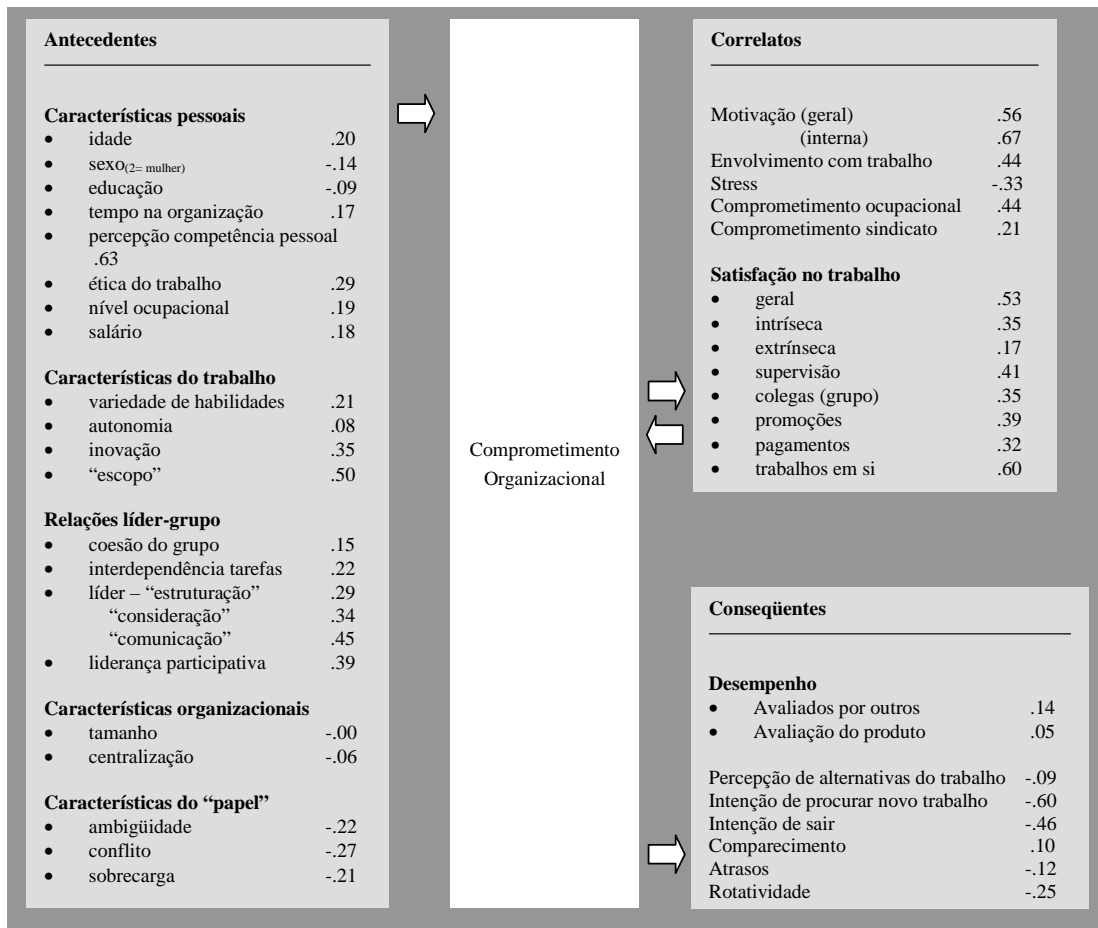 Antecedentes
Características pessoais
• idade .20
• sexo(2= mulher) -.14
• educação -.09
• tempo na organização .17
• percepção competência pessoal
.63
• ética do trabalho .29
• nível ocupacional .19
• salário .18
Características do trabalho
• variedade de habilidades .21
• autonomia .08
• inovação .35
• “escopo” .50
Relações líder-grupo
• coesão do grupo .15
• interdependência tarefas .22
• líder – “estruturação” .29
“consideração” .34
“comunicação” .45
• liderança participativa .39
Características organizacionais
• tamanho -.00
• centralização -.06
Características do “papel”
• ambigüidade -.22
• conflito -.27
• sobrecarga -.21
Comprometimento
Organizacional
Correlatos
Motivação (geral) .56
(interna) .67
Envolvimento com trabalho .44
Stress -.33
Comprometimento ocupacional .44
Comprometimento sindicato .21
Satisfação no trabalho
• geral .53
• intríseca .35
• extrínseca .17
• supervisão .41
• colegas (grupo) .35
• promoções .39
• pagamentos .32
• trabalhos em si .60
Conseqüentes
Desempenho
• Avaliados por outros .14
• Avaliação do produto .05
Percepção de alternativas do trabalho -.09
Intenção de procurar novo trabalho -.60
Intenção de sair -.46
Comparecimento .10
Atrasos -.12
Rotatividade -.25